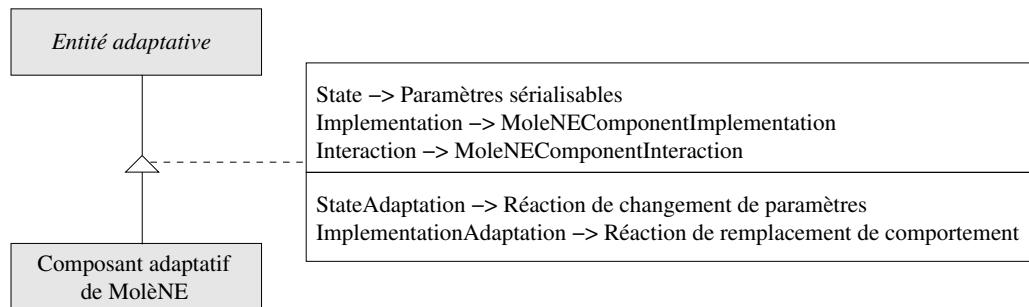 Entité adaptative
State −> Paramètres sérialisables
Implementation −> MoleNEComponentImplementation
Interaction −> MoleNEComponentInteraction
StateAdaptation −> Réaction de changement de paramètres
ImplementationAdaptation −> Réaction de remplacement de comportement
Composant adaptatif
de MolèNE